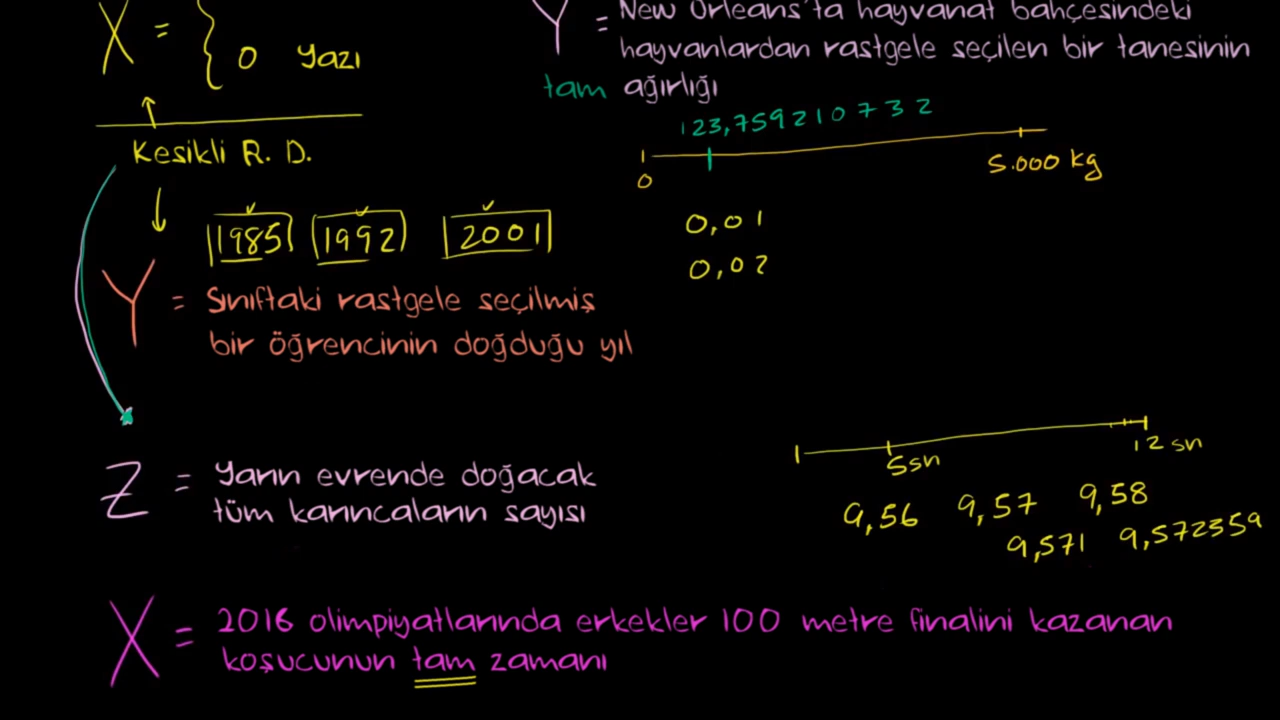 X = { 0 yazı
Kesikli R. D.
1985 1992 2001
Y = Sınıftaki rastgele seçilmiş
bir öğrencinin doğduğu yıl
Y = New Orleans'ta hayvanat bahçesindeki
hayvanlardan rastgele seçilen bir tanesinin
tam ağırlığı
123,759210732
0 5.000 kg
0,01
0,02
Z = Yarın evrende doğacak
tüm karıncaların sayısı
5sn 12 sn
9,56 9,57 9,58
9,571 9,572359
X = 2016 olimpiyatlarında erkekler 100 metre finalini kazanan
koşucunun tam zamanı